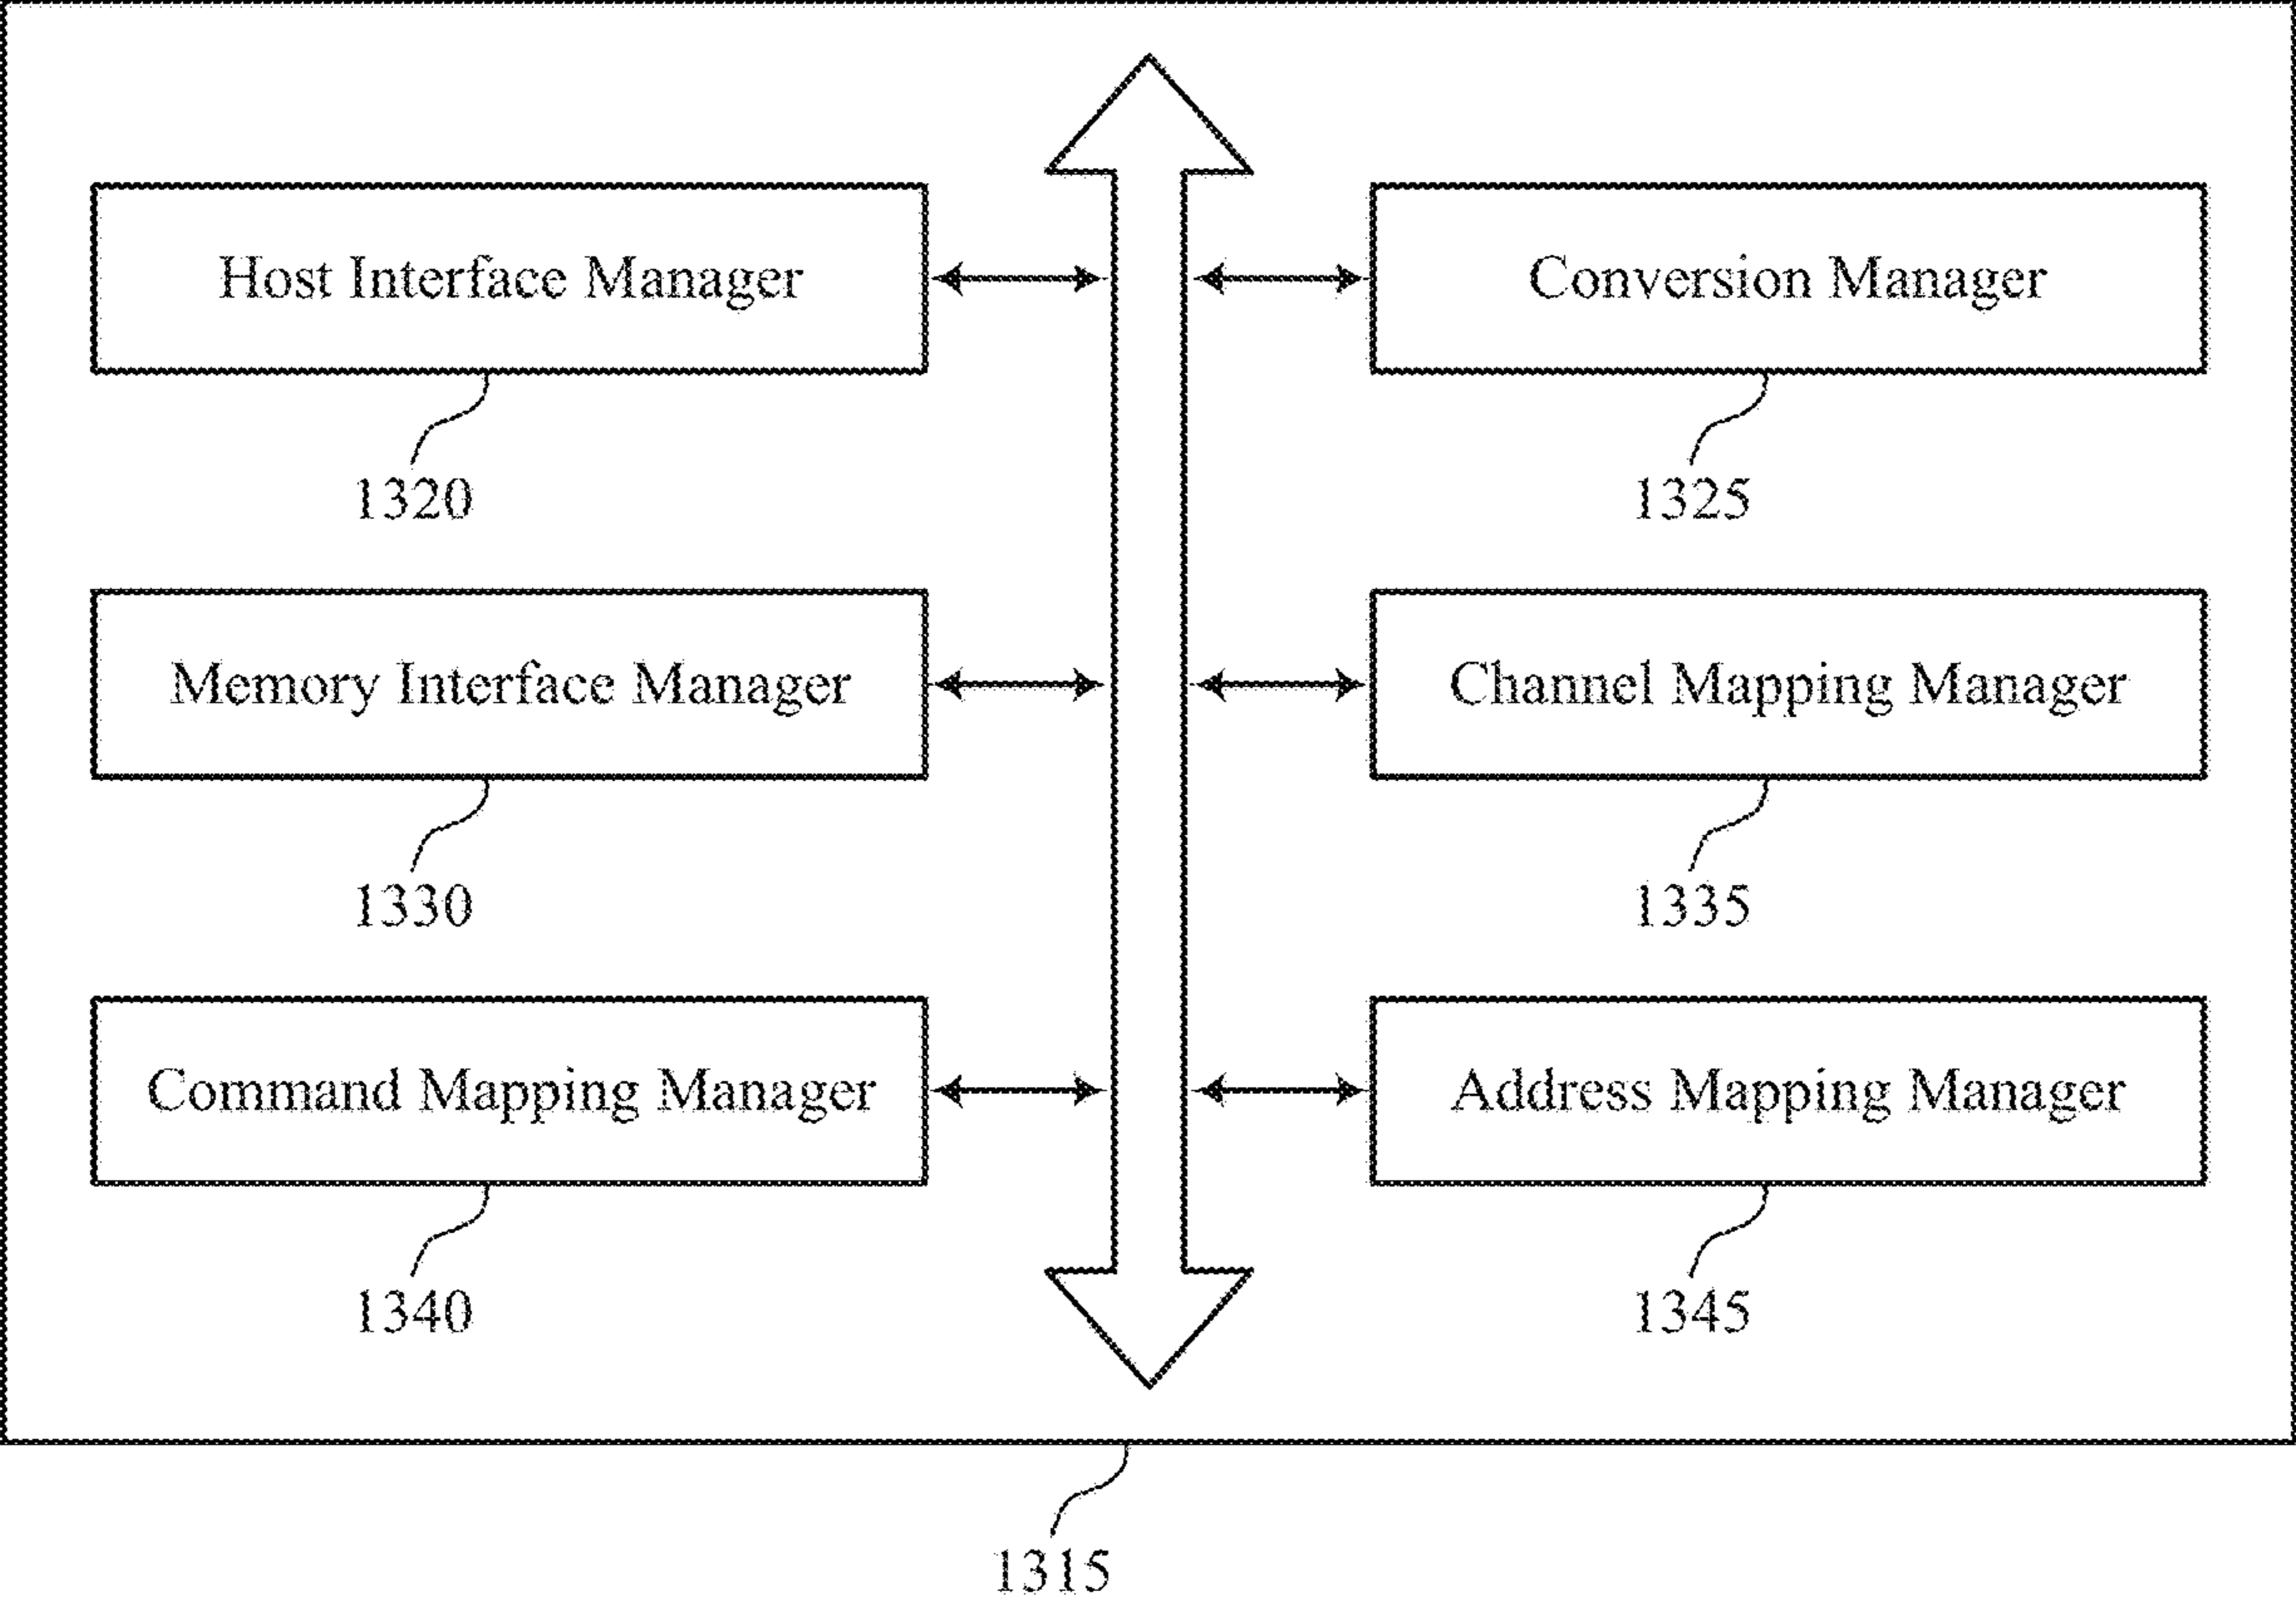 Host Interface Manager
Conversion Manager
1320
1325
Memory Interface Manager
Channel Mapping Manager
1330
1335
Command Mapping Manager
Address Mapping Manager
1340
1345
1315